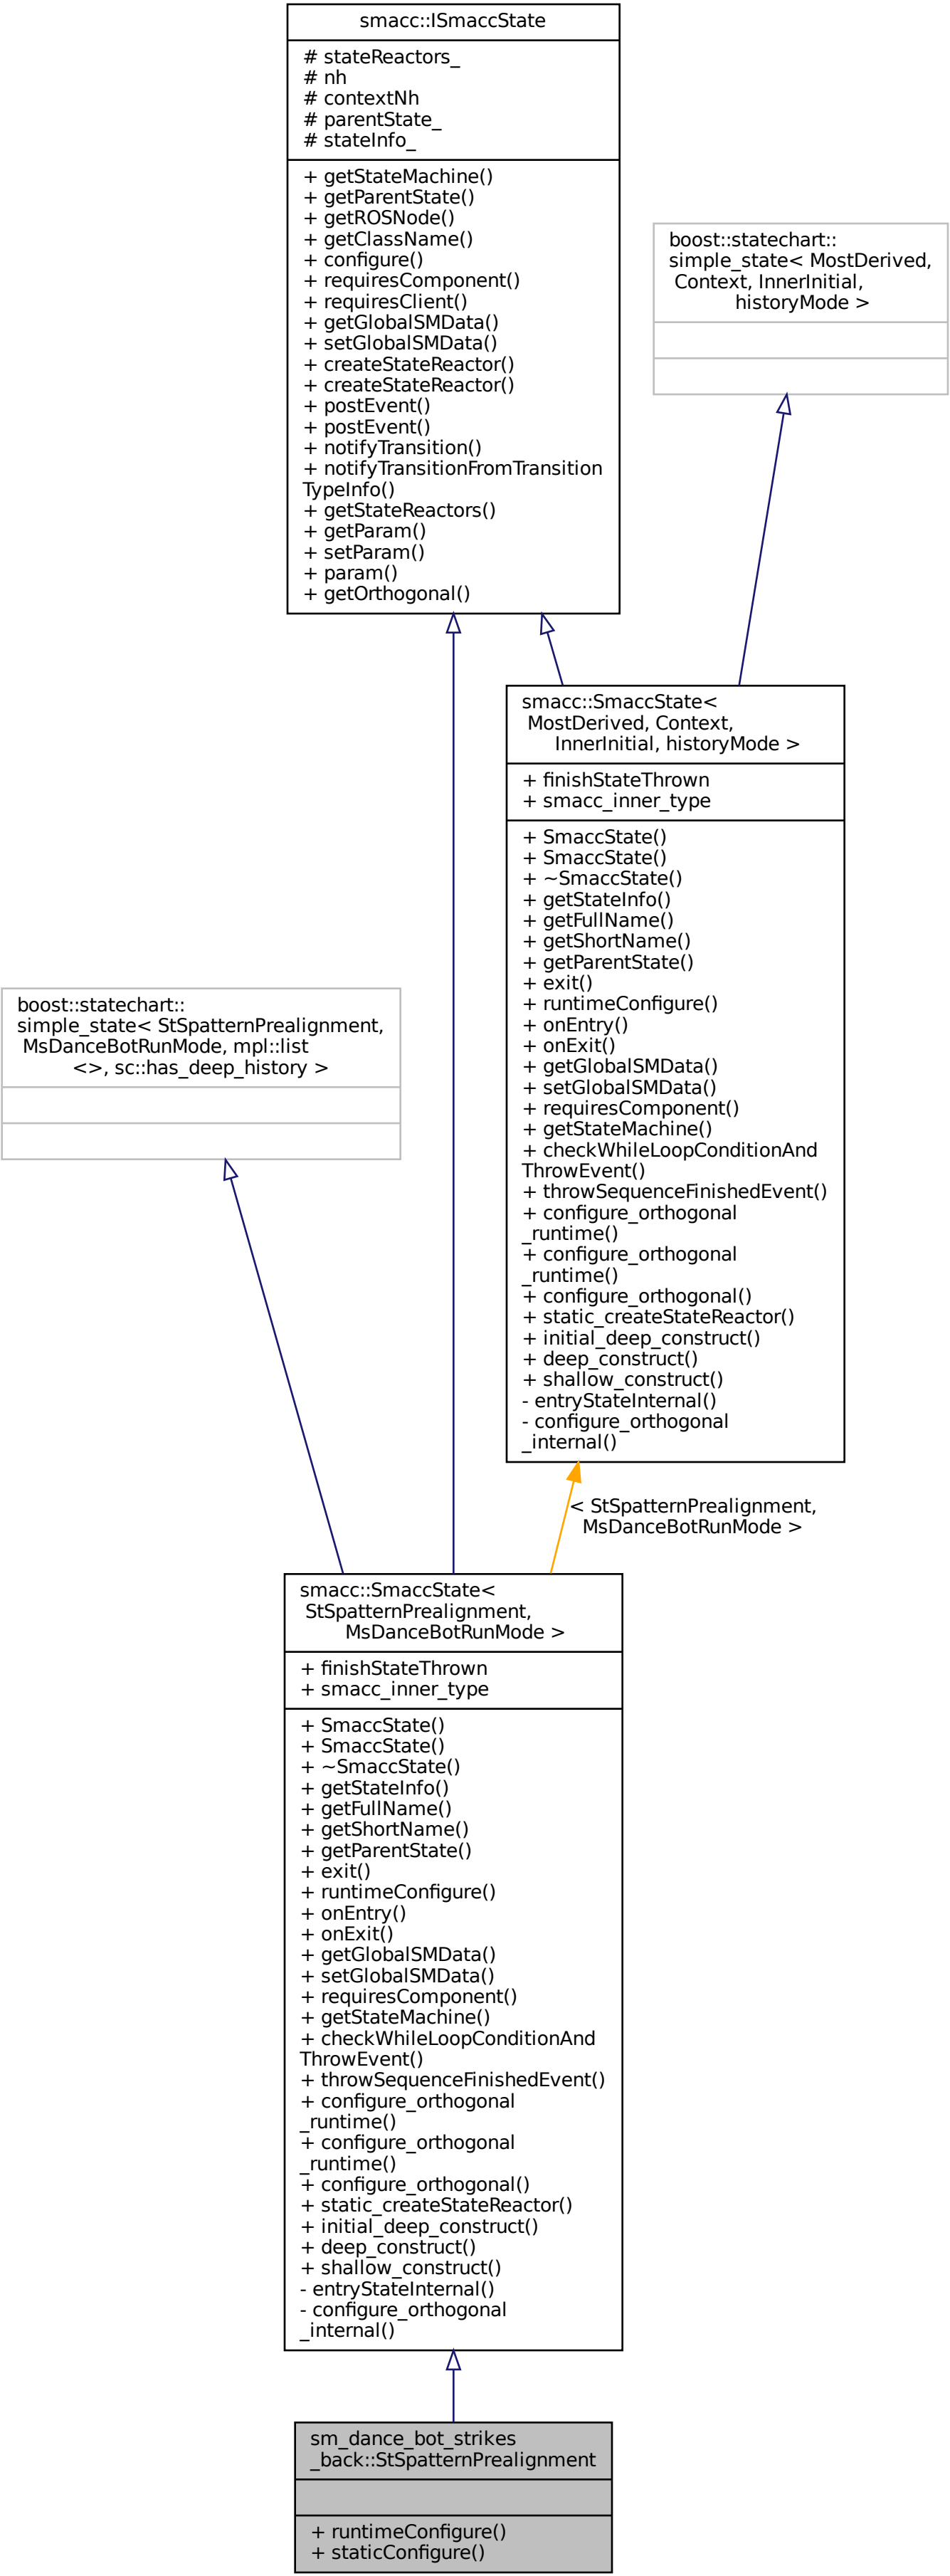 smacc::ISmaccState
# stateReactors_
# nh
# contextNh
# parentState_
# stateInfo_
+ getStateMachine()
+ getParentState()
+ getROSNode()
+ getClassName()
+ configure()
+ requiresComponent()
+ requiresClient()
+ getGlobalSMData()
+ setGlobalSMData()
+ createStateReactor()
+ createStateReactor()
+ postEvent()
+ postEvent()
+ notifyTransition()
+ notifyTransitionFromTransition
TypeInfo()
+ getStateReactors()
+ getParam()
+ setParam()
+ param()
+ getOrthogonal()
boost::statechart::
simple_state< MostDerived,
Context, InnerInitial,
historyMode >
smacc::SmaccState<
MostDerived, Context,
InnerInitial, historyMode >
+ finishStateThrown
+ smacc_inner_type
+ SmaccState()
+ SmaccState()
+ ~SmaccState()
+ getStateInfo()
+ getFullName()
+ getShortName()
+ getParentState()
+ exit()
+ runtimeConfigure()
+ onEntry()
+ onExit()
+ getGlobalSMData()
+ setGlobalSMData()
+ requiresComponent()
+ getStateMachine()
+ checkWhileLoopConditionAnd
ThrowEvent()
+ throwSequenceFinishedEvent()
+ configure_orthogonal
_runtime()
+ configure_orthogonal
_runtime()
+ configure_orthogonal()
+ static_createStateReactor()
+ initial_deep_construct()
+ deep_construct()
+ shallow_construct()
- entryStateInternal()
- configure_orthogonal
_internal()
boost::statechart::
simple_state< StSpatternPrealignment,
MsDanceBotRunMode, mpl::list
<>, sc::has_deep_history >
< StSpatternPrealignment,
MsDanceBotRunMode >
smacc::SmaccState<
StSpatternPrealignment,
MsDanceBotRunMode >
+ finishStateThrown
+ smacc_inner_type
+ SmaccState()
+ SmaccState()
+ ~SmaccState()
+ getStateInfo()
+ getFullName()
+ getShortName()
+ getParentState()
+ exit()
+ runtimeConfigure()
+ onEntry()
+ onExit()
+ getGlobalSMData()
+ setGlobalSMData()
+ requiresComponent()
+ getStateMachine()
+ checkWhileLoopConditionAnd
ThrowEvent()
+ throwSequenceFinishedEvent()
+ configure_orthogonal
_runtime()
+ configure_orthogonal
_runtime()
+ configure_orthogonal()
+ static_createStateReactor()
+ initial_deep_construct()
+ deep_construct()
+ shallow_construct()
- entryStateInternal()
- configure_orthogonal
_internal()
sm_dance_bot_strikes
_back::StSpatternPrealignment
+ runtimeConfigure()
+ staticConfigure()